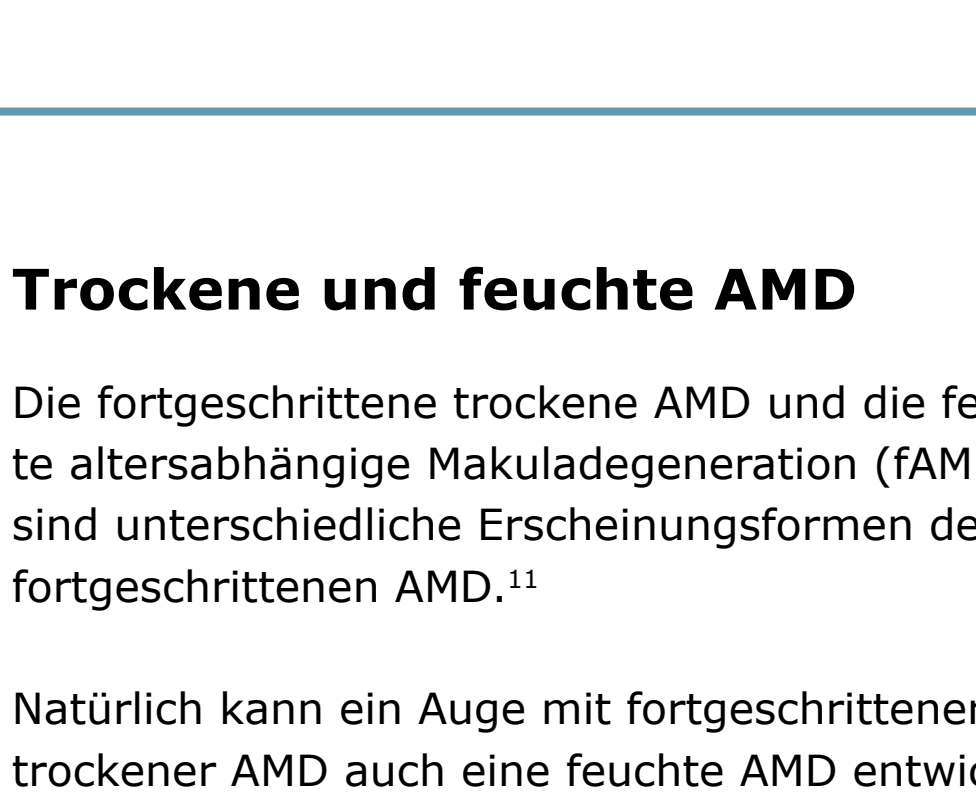 Trockene und feuchte AMD
Die fortgeschrittene trockene AMD und die fe
te altersabhängige Makuladegeneration (fAM
sind unterschiedliche Erscheinungsformen de
fortgeschrittenen AMD.¹¹
Natürlich kann ein Auge mit fortgeschrittener
trockener AMD auch eine feuchte AMD entwic